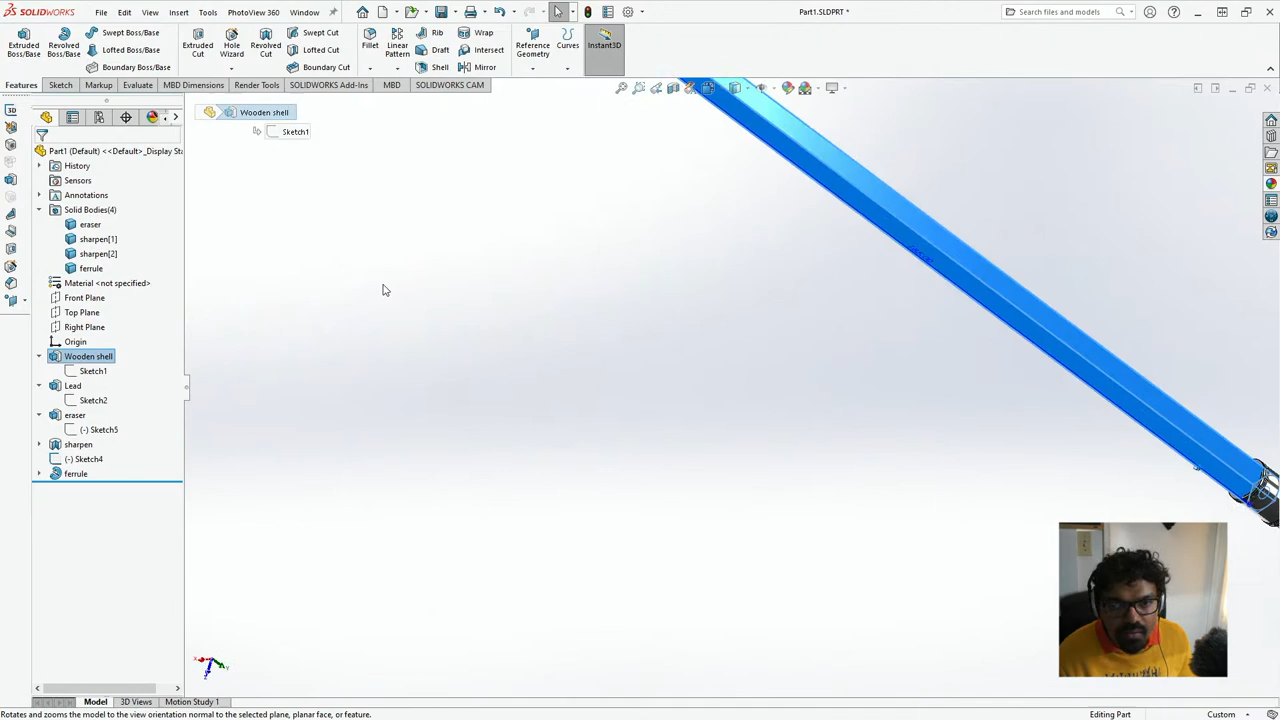 SOLIDWORKS File Edit View Insert Tools PhotoView 360 Window Part1.SLDPRT * Search files and models
Extruded Boss/Base Revolved Boss/Base Swept Boss/Base Lofted Boss/Base Boundary Boss/Base Extruded Cut Hole Wizard Revolved Cut Swept Cut Lofted Cut Boundary Cut Fillet Linear Pattern Rib Draft Shell Wrap Intersect Mirror Reference Geometry Curves Instant3D
Features Sketch Markup Evaluate MBD Dimensions Render Tools SOLIDWORKS Add-Ins MBD SOLIDWORKS CAM
Wooden shell
Sketch1
Part1 (Default) <<Default>_Display Sta
History
Sensors
Annotations
Solid Bodies(4)
eraser
sharpen[1]
sharpen[2]
ferrule
Material <not specified>
Front Plane
Top Plane
Right Plane
Origin
Wooden shell
Sketch1
Lead
Sketch2
eraser
(-) Sketch5
sharpen
(-) Sketch4
ferrule
X Y Z
Model 3D Views Motion Study 1
Rotates and zooms the model to the view orientation normal to the selected plane, planar face, or feature. Editing Part Custom